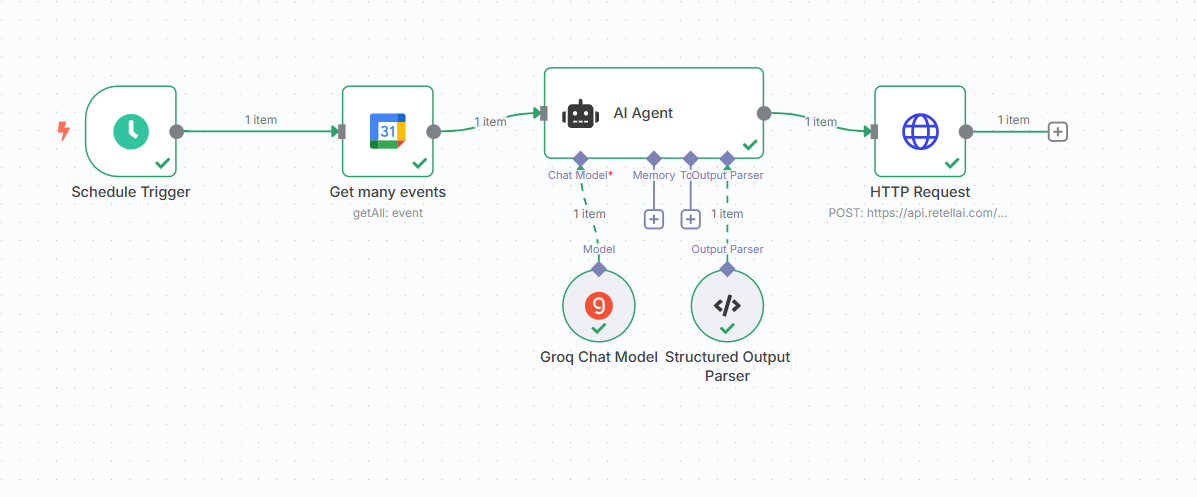 1 item
1 item
31
AI Agent
1 item
1 item
Schedule Trigger
Get many events
getAll: event
Chat Model*
Memory
Output Parser
HTTP Request
POST: https://api.retellai.com/...
1 item
1 item
Model
Output Parser
Groq Chat Model
Structured Output
Parser